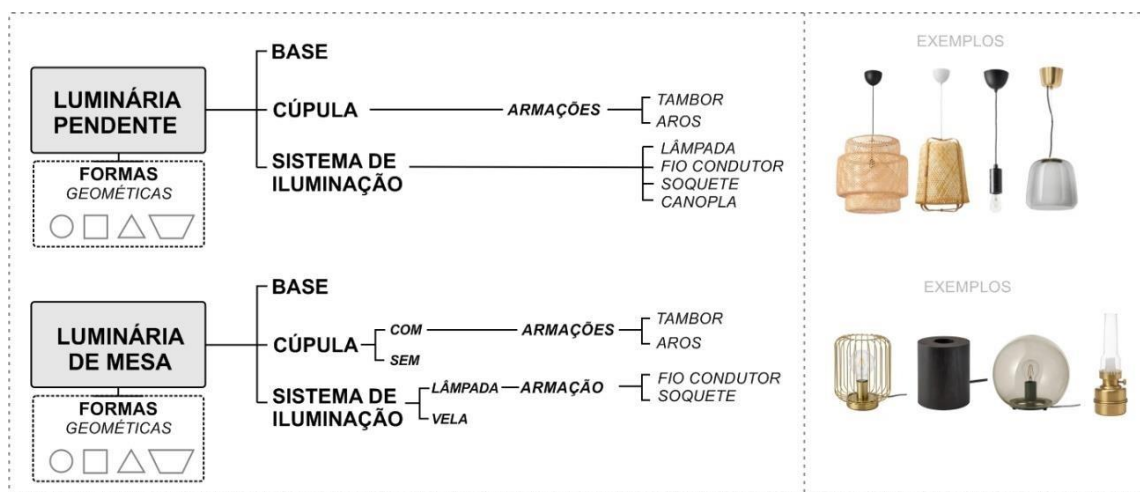 LUMINÁRIA
PENDENTE
FORMAS
GEOMÉTICAS
BASE
CÚPULA
ARMAÇÕES
TAMBOR
AROS
SISTEMA DE
ILUMINAÇÃO
LÂMPADA
FIO CONDUTOR
SOQUETE
CANOPLA
EXEMPLOS
LUMINÁRIA
DE MESA
FORMAS
GEOMÉTICAS
BASE
CÚPULA
COM
SEM
ARMAÇÕES
TAMBOR
AROS
SISTEMA DE
ILUMINAÇÃO
LÂMPADA
VELA
ARMAÇÃO
FIO CONDUTOR
SOQUETE
EXEMPLOS